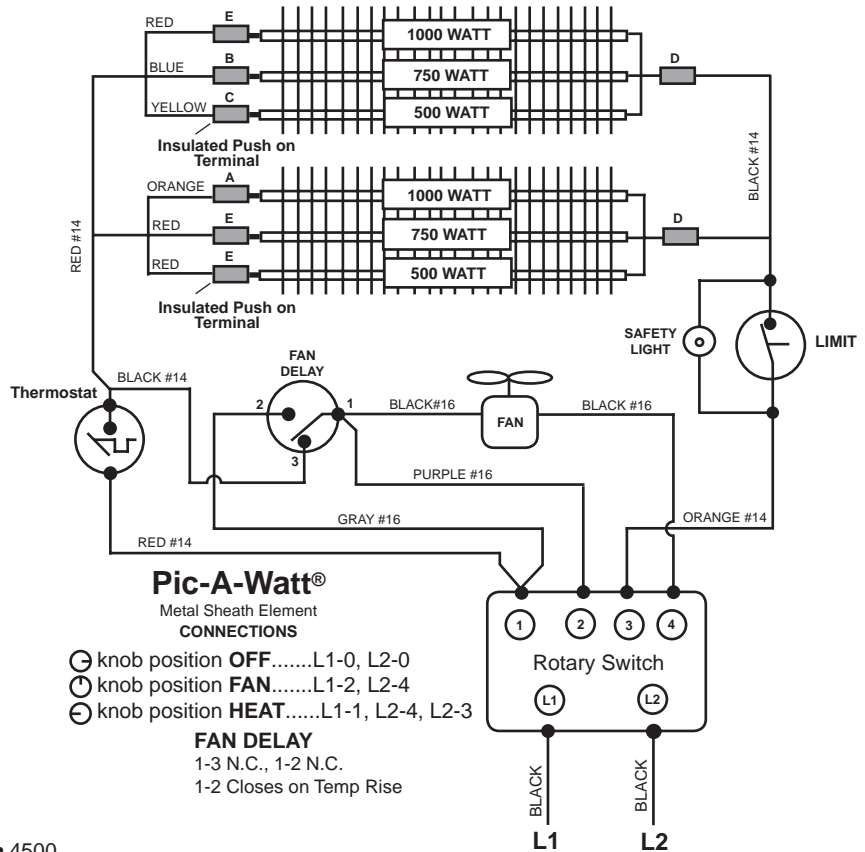 RED
E
1000 WATT
BLUE
B
750 WATT
D
YELLOW
C
500 WATT
Insulated Push on
Terminal
BLACK #14
ORANGE
A
1000 WATT
RED
E
750 WATT
D
RED
E
500 WATT
Insulated Push on
Terminal
RED #14
SAFETY
LIGHT
LIMIT
FAN
DELAY
Thermostat
BLACK #14
2
1
3
BLACK#16
FAN
BLACK #16
PURPLE #16
GRAY #16
ORANGE #14
RED #14
Pic-A-Watt®
Metal Sheath Element
CONNECTIONS
knob position OFF.......L1-0, L2-0
knob position FAN.......L1-2, L2-4
knob position HEAT......L1-1, L2-4, L2-3
FAN DELAY
1-3 N.C., 1-2 N.C.
1-2 Closes on Temp Rise
1
2
3
4
Rotary Switch
L1
L2
BLACK
BLACK
L1
L2
4500